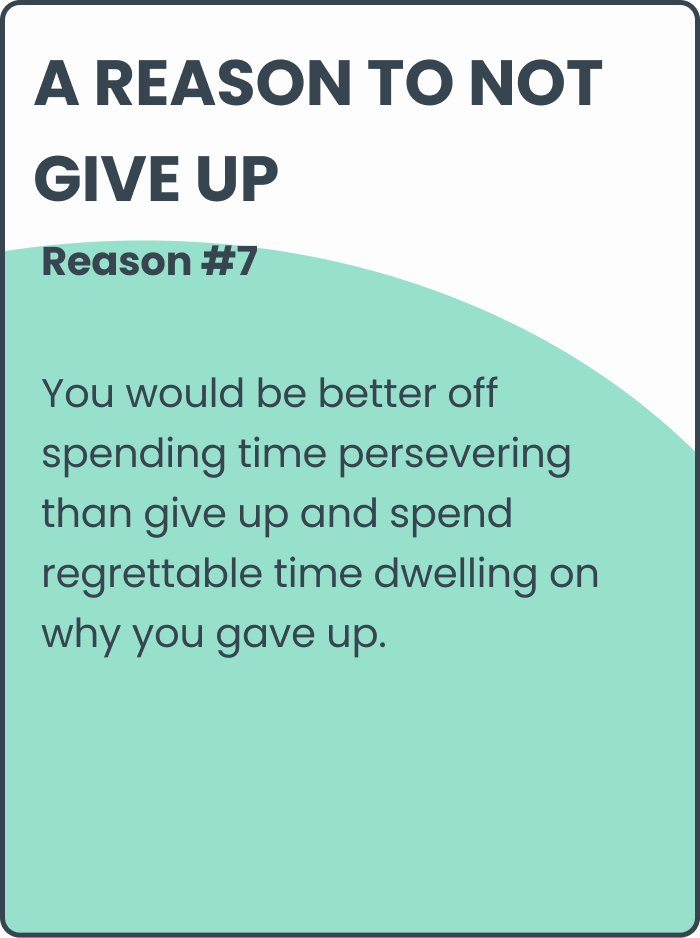 A REASON TO NOT
GIVE UP
Reason #7
You would be better off
spending time persevering
than give up and spend
regrettable time dwelling on
why you gave up.